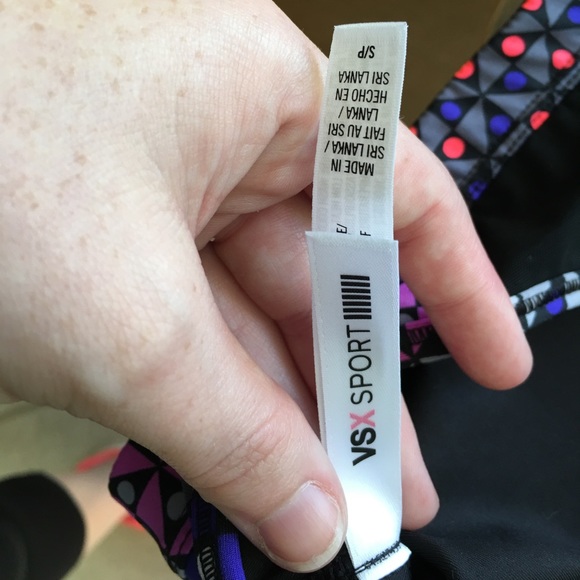 S/P
MADE IN
SRI LANKA /
FAIT AU SRI
LANKA /
HECHO EN
SRI LANKA
E/
F
VSX SPORT